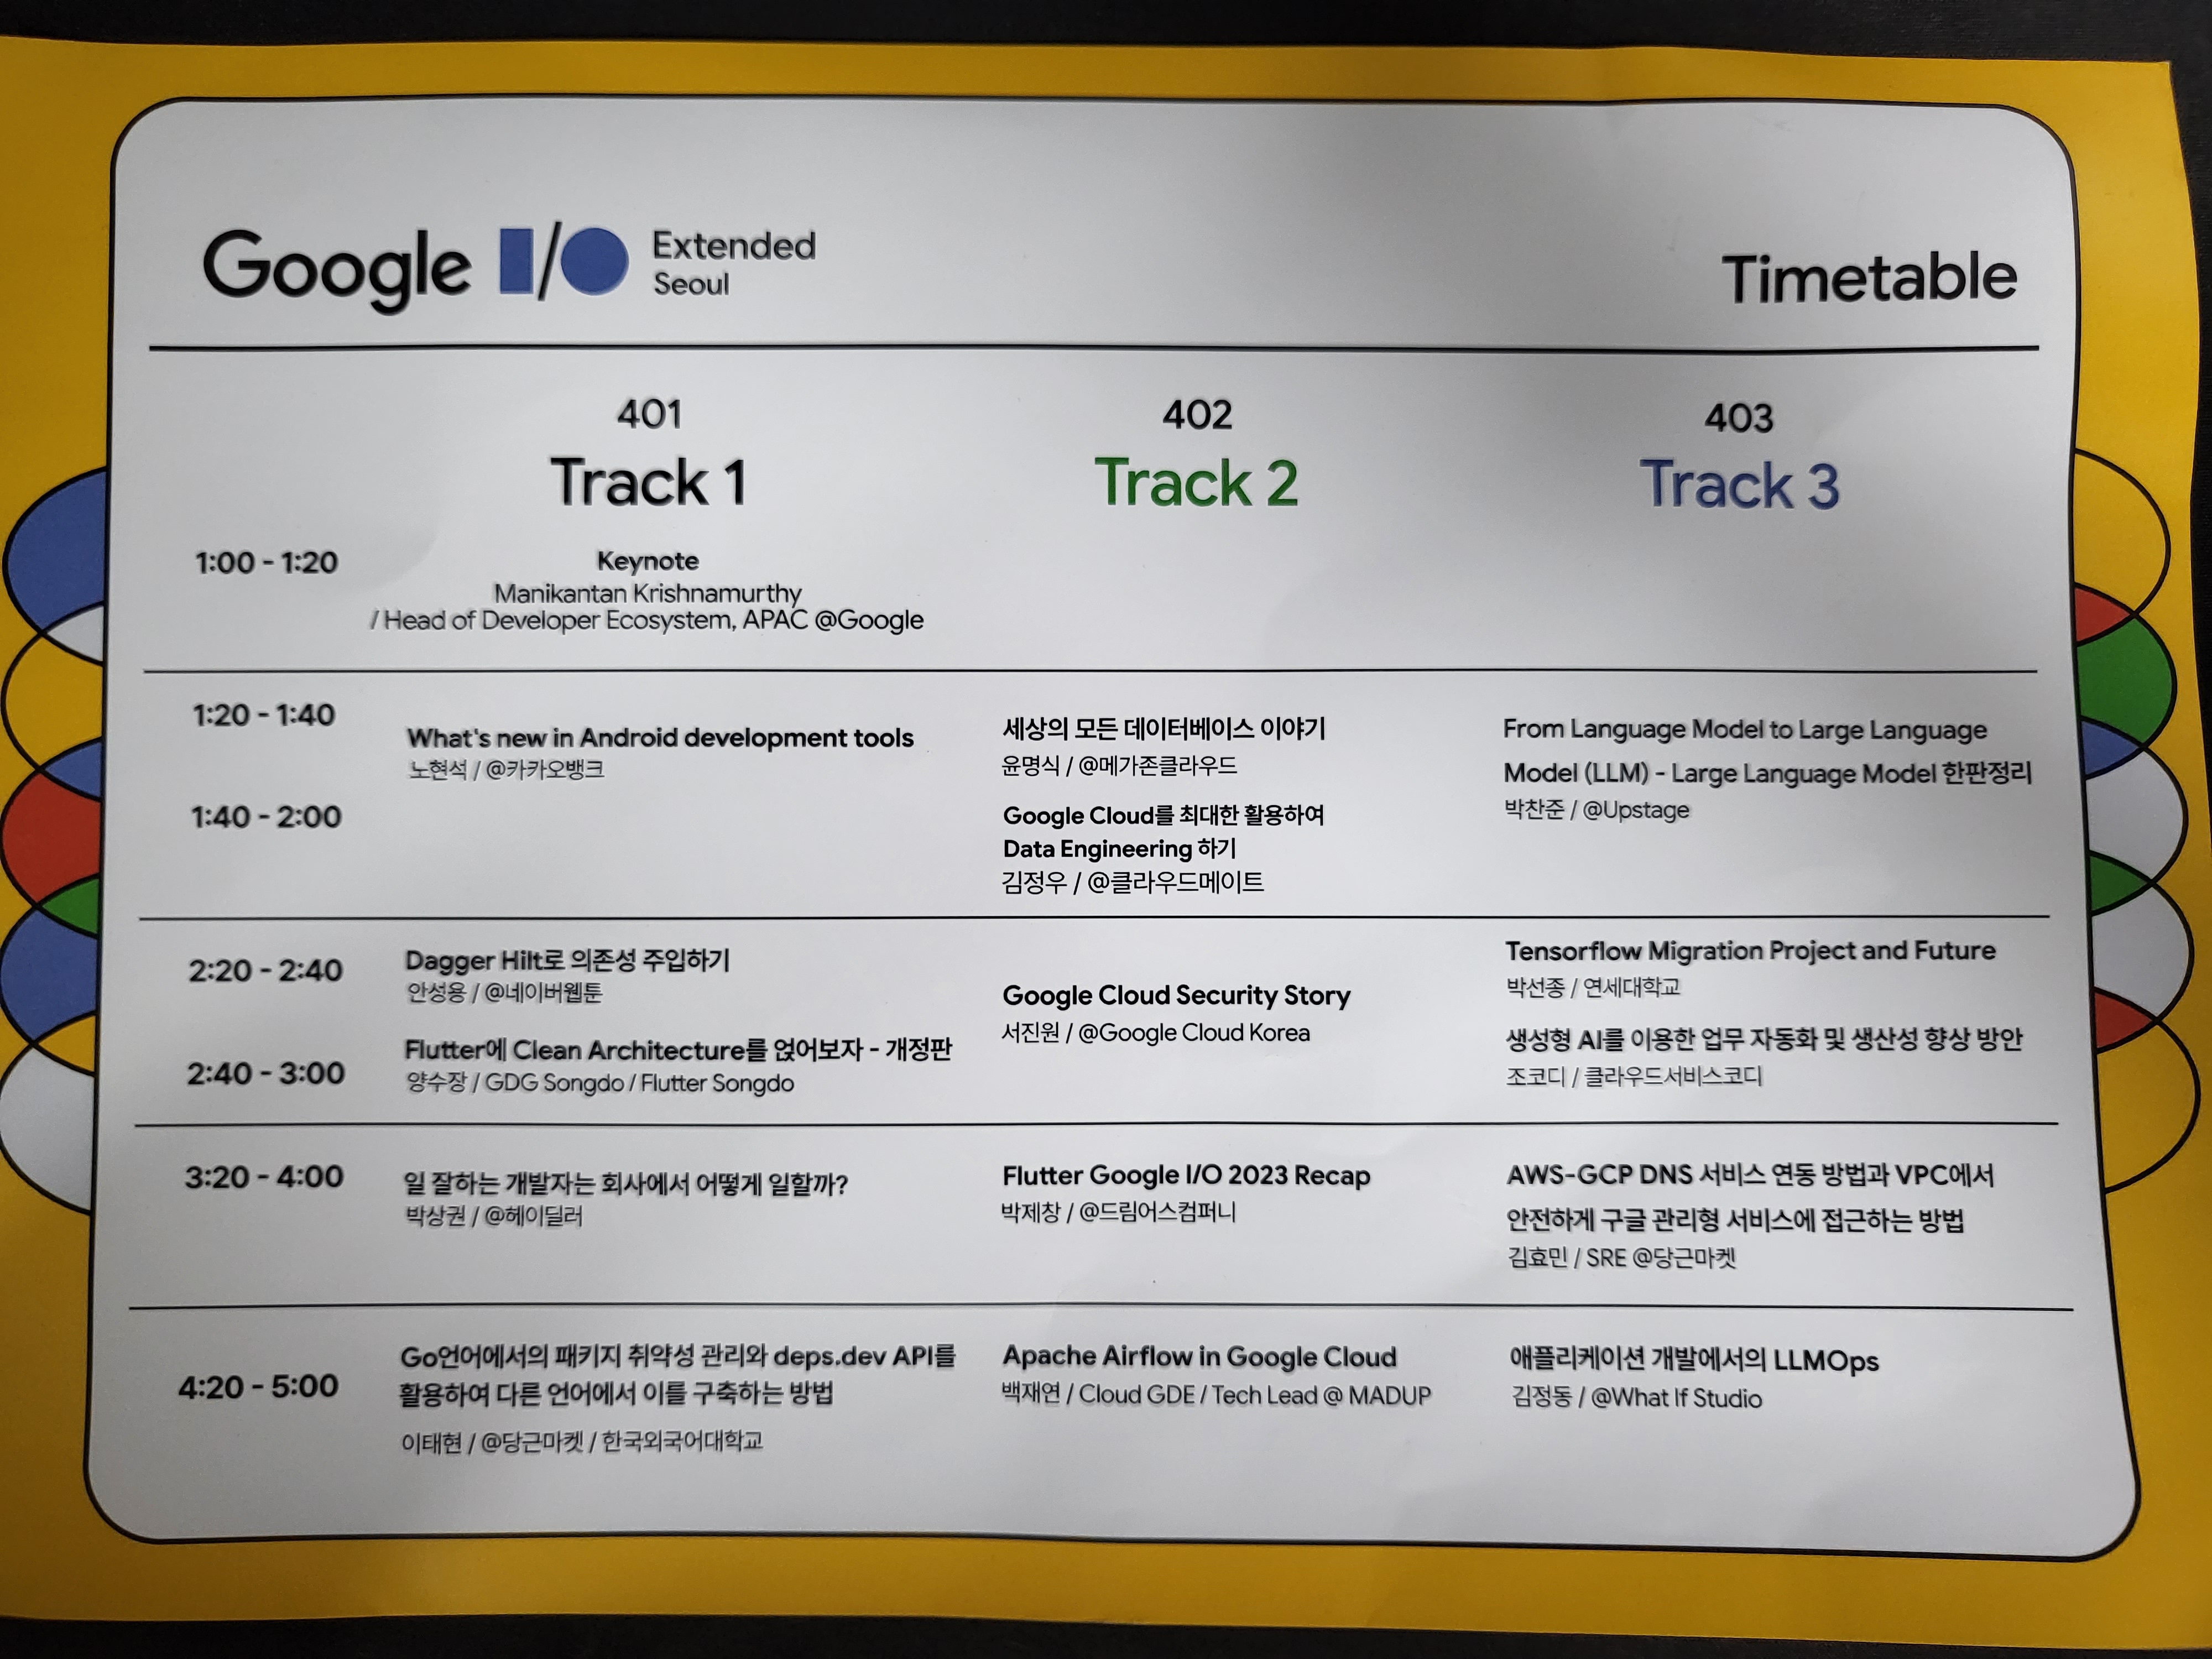 Google I/O Extended
Seoul
Timetable
401
Track 1
402
Track 2
403
Track 3
1:00 - 1:20
Keynote
Manikantan Krishnamurthy
/ Head of Developer Ecosystem, APAC @Google
1:20 - 1:40
1:40 - 2:00
What's new in Android development tools
노현석 / @카카오뱅크
세상의 모든 데이터베이스 이야기
윤명식 / @메가존클라우드
Google Cloud를 최대한 활용하여
Data Engineering 하기
김정우 / @클라우드메이트
From Language Model to Large Language
Model (LLM) - Large Language Model 한판정리
박찬준 / @Upstage
2:20 - 2:40
2:40 - 3:00
Dagger Hilt로 의존성 주입하기
안성용 / @네이버웹툰
Flutter에 Clean Architecture를 얹어보자 - 개정판
양수장 / GDG Songdo / Flutter Songdo
Google Cloud Security Story
서진원 / @Google Cloud Korea
Tensorflow Migration Project and Future
박선종 / 연세대학교
생성형 AI를 이용한 업무 자동화 및 생산성 향상 방안
조코디 / 클라우드서비스코디
3:20 - 4:00
일 잘하는 개발자는 회사에서 어떻게 일할까?
박상권 / @헤이딜러
Flutter Google I/O 2023 Recap
박제창 / @드림어스컴퍼니
AWS-GCP DNS 서비스 연동 방법과 VPC에서
안전하게 구글 관리형 서비스에 접근하는 방법
김효민 / SRE @당근마켓
4:20 - 5:00
Go언어에서의 패키지 취약성 관리와 deps.dev API를
활용하여 다른 언어에서 이를 구축하는 방법
이태현 / @당근마켓 / 한국외국어대학교
Apache Airflow in Google Cloud
백재연 / Cloud GDE / Tech Lead @ MADUP
애플리케이션 개발에서의 LLMOps
김정동 / @What If Studio